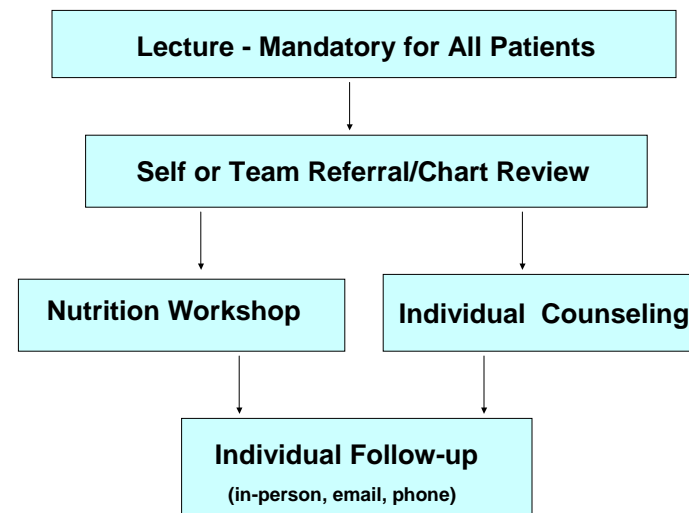 Lecture - Mandatory for All Patients
Self or Team Referral/Chart Review
Nutrition Workshop
Individual Counseling
Individual Follow-up
(in-person, email, phone)